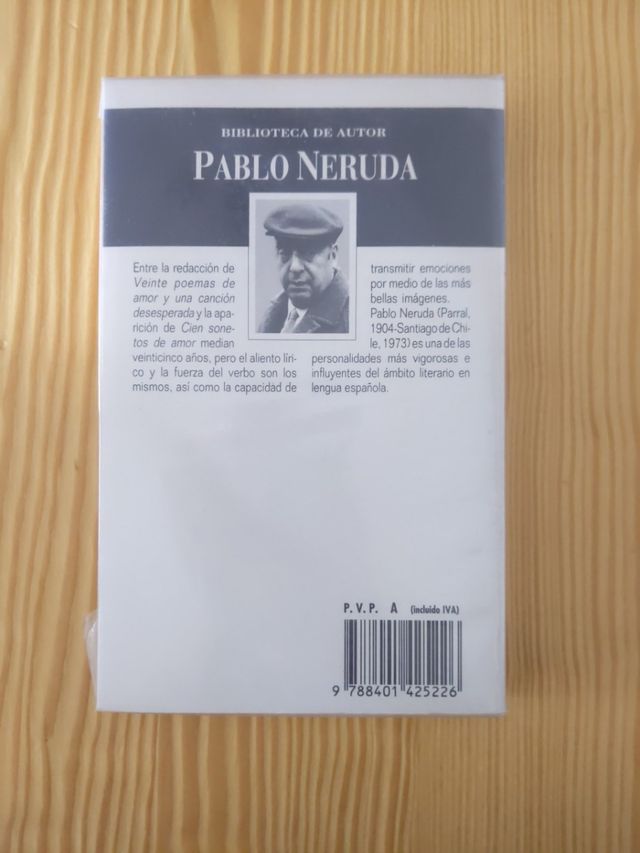 BIBLIOTECA DE AUTOR
PABLO NERUDA
Entre la redacción de
Veinte poemas de
amor y una canción
desesperada y la apa-
rición de Cien sone-
tos de amor median
veinticinco años, pero el aliento líri-
co y la fuerza del verbo son los
mismos, así como la capacidad de
transmitir emociones
por medio de las más
bellas imágenes.
Pablo Neruda (Parral,
1904-Santiago de Chi-
le, 1973) es una de las
personalidades más vigorosas e
influyentes del ámbito literario en
lengua española.
P.V.P. A (incluido IVA)
9 788401 425226